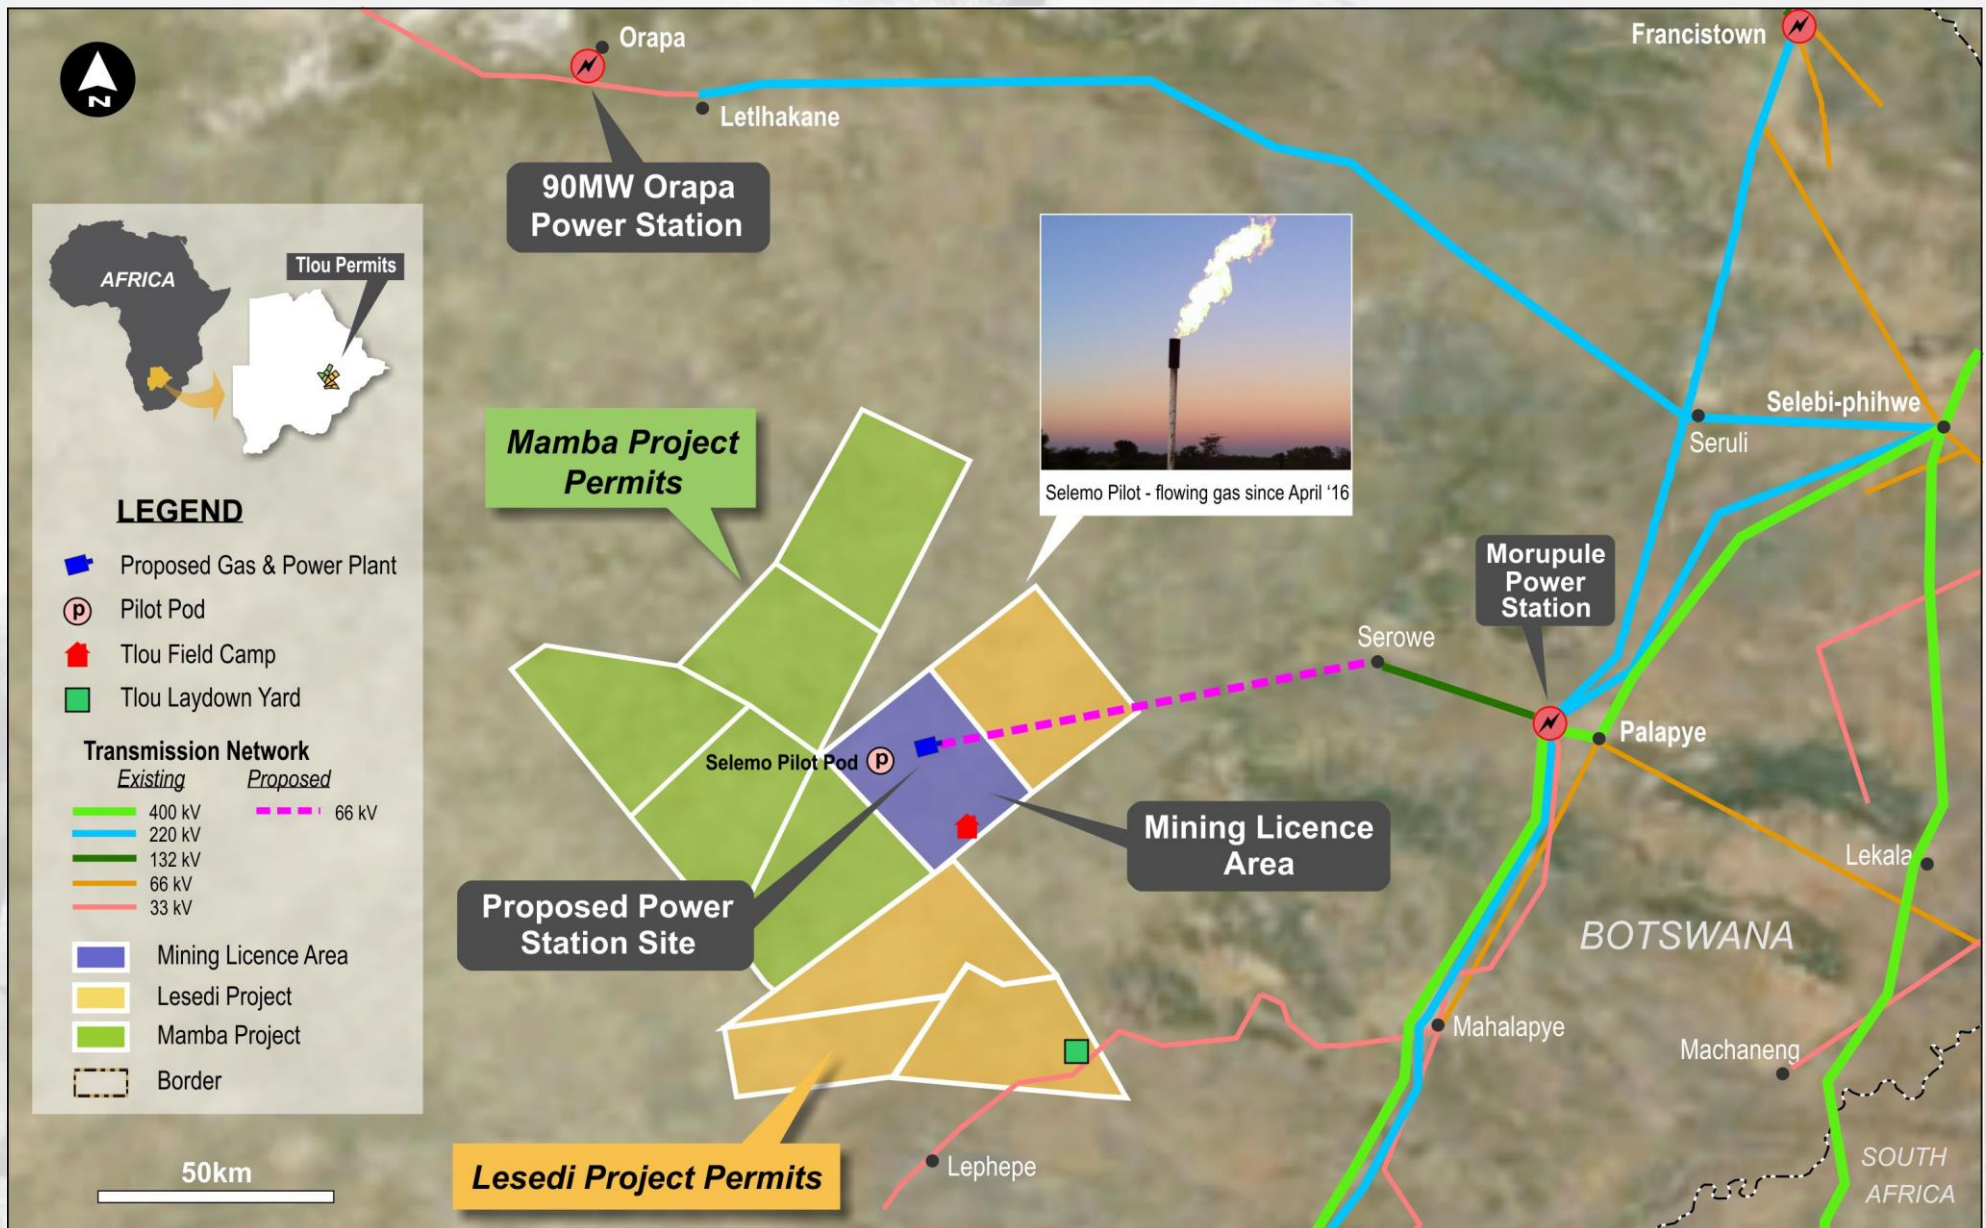 Orapa
Letlhakane
Francistown
90MW Orapa
Power Station
N
AFRICA
Tlou Permits
Selemo Pilot - flowing gas since April ‘16
Mamba Project
Permits
Selebi-phihwe
Seruli
LEGEND
Proposed Gas & Power Plant
p Pilot Pod
Tlou Field Camp
Tlou Laydown Yard
Transmission Network
Existing Proposed
400 kV 66 kV
220 kV
132 kV
66 kV
33 kV
Mining Licence Area
Lesedi Project
Mamba Project
Border
50km
Morupule
Power
Station
Serowe
Palapye
Selemo Pilot Pod p
Mining Licence
Area
Proposed Power
Station Site
Lekala
BOTSWANA
Mahalapye
Machaneng
Lephepe
Lesedi Project Permits
SOUTH
AFRICA